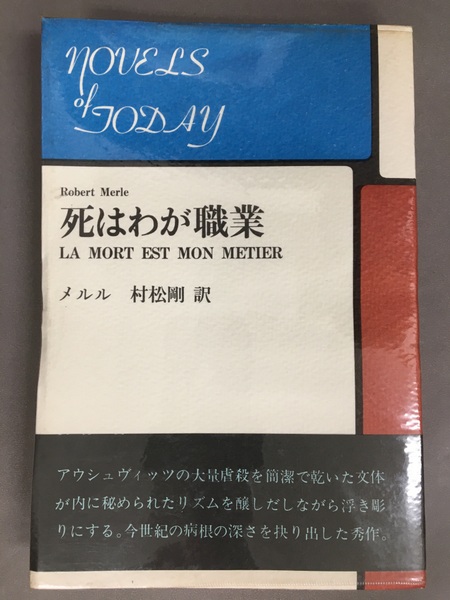 NOVELS
of TODAY
Robert Merle
死はわが職業
LA MORT EST MON METIER
メルル 村松剛 訳
アウシュヴィッツの大量虐殺を簡潔で乾いた文体
が内に秘められたリズムを醸しだしながら浮き彫
りにする。今世紀の病根の深さを抉り出した秀作。